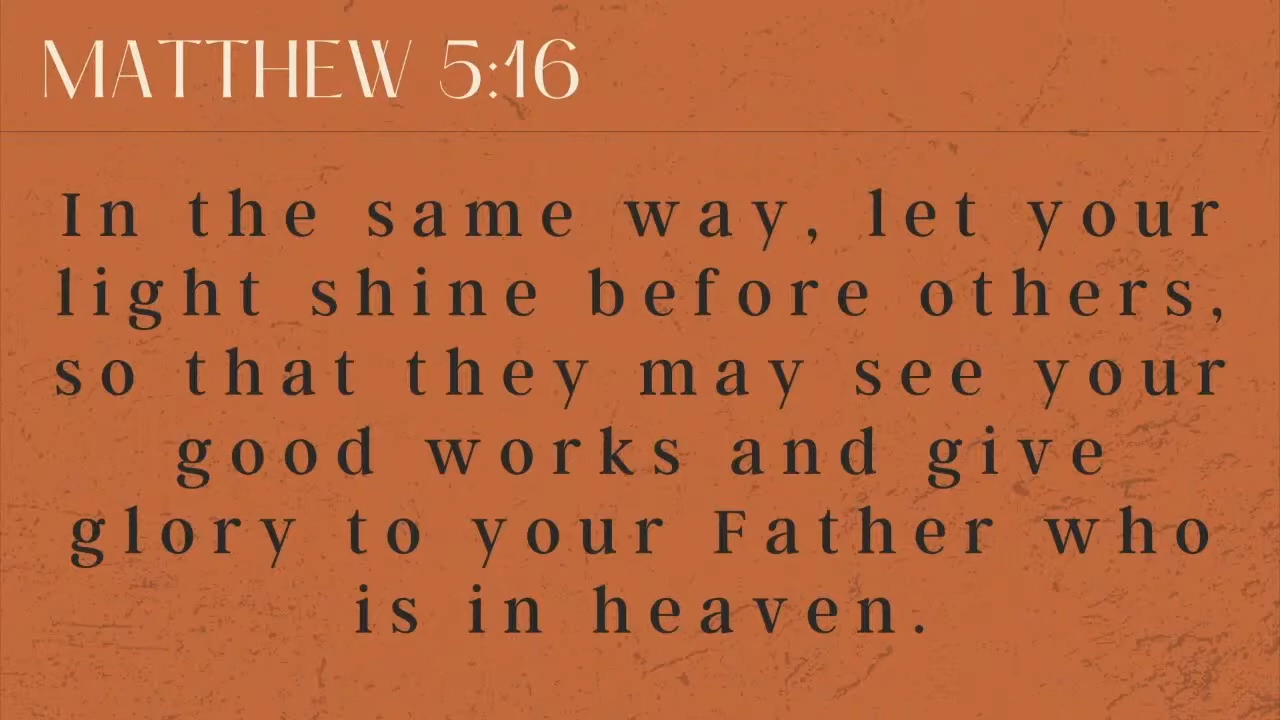 MATTHEW 5:16
In the same way, let your
light shine before others,
so that they may see your
good works and give
glory to your Father who
is in heaven.